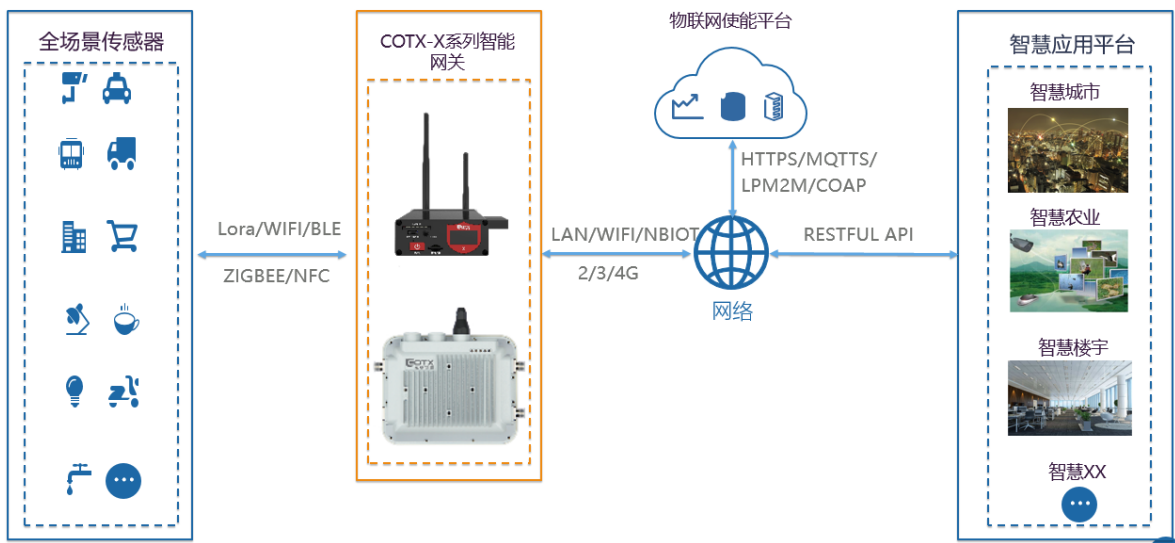 全场景传感器
Lora/WIFI/BLE
ZIGBEE/NFC
COTX-X系列智能
网关
COTX
LAN/WIFI/NBIOT
2/3/4G
物联网使能平台
HTTPS/MQTTS/
LPM2M/COAP
网络
RESTFUL API
智慧应用平台
智慧城市
智慧农业
智慧楼宇
智慧XX